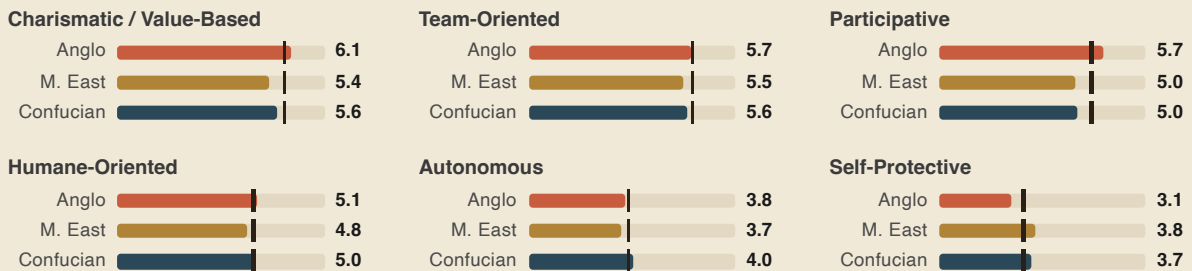 Charismatic / Value-Based
Anglo 6.1
M. East 5.4
Confucian 5.6
Team-Oriented
Anglo 5.7
M. East 5.5
Confucian 5.6
Participative
Anglo 5.7
M. East 5.0
Confucian 5.0
Humane-Oriented
Anglo 5.1
M. East 4.8
Confucian 5.0
Autonomous
Anglo 3.8
M. East 3.7
Confucian 4.0
Self-Protective
Anglo 3.1
M. East 3.8
Confucian 3.7